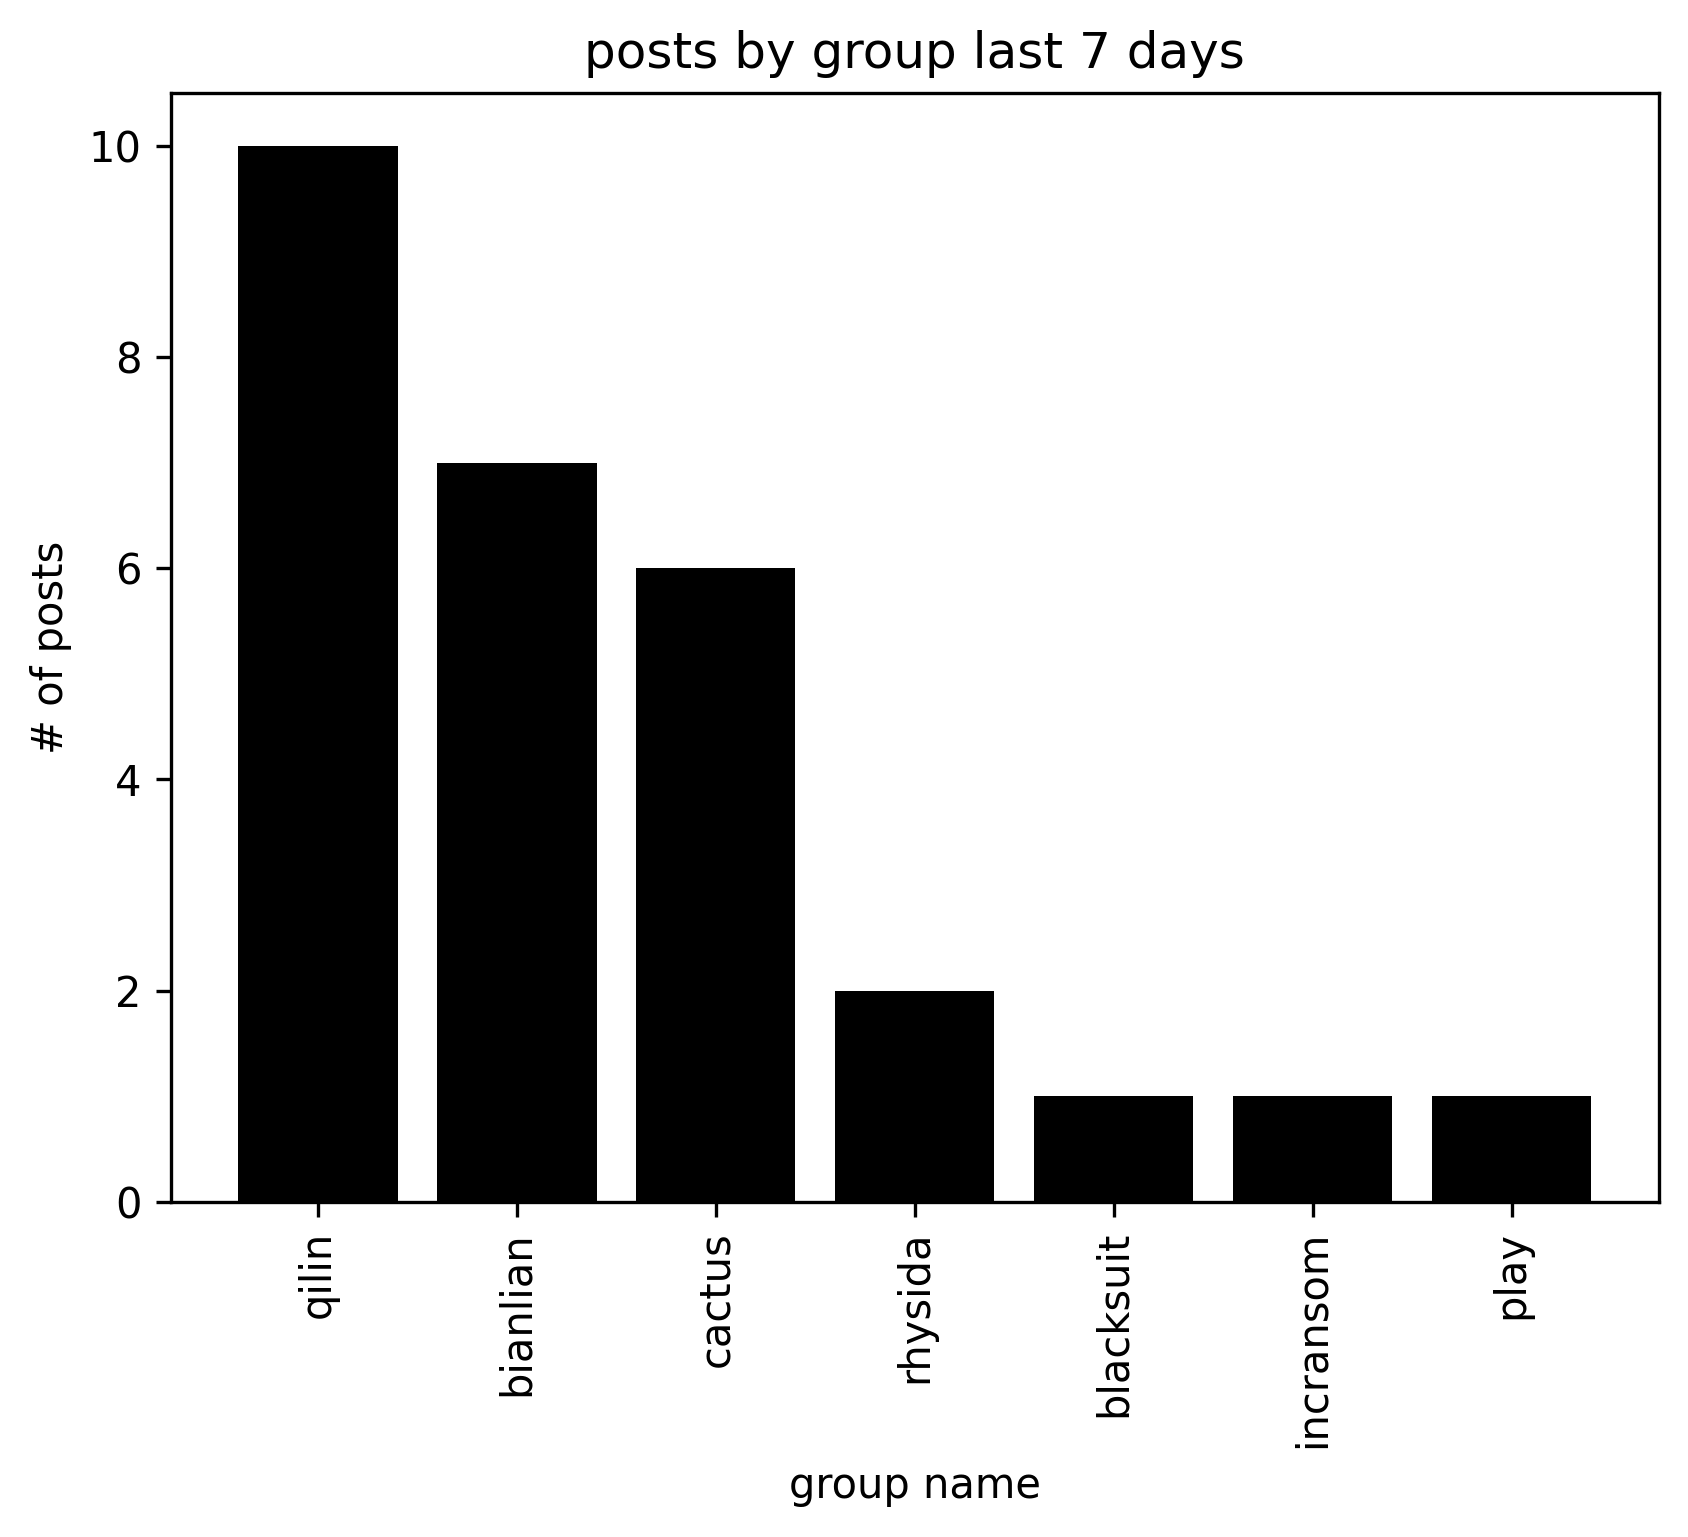 posts by group last 7 days
10
8
6
4
2
0
# of posts
qilin
bianlian
cactus
rhysida
blacksuit
incransom
play
group name